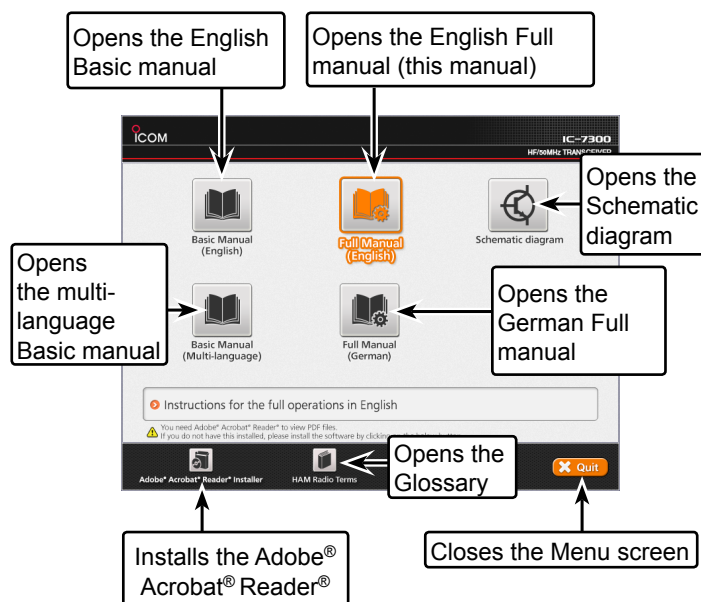 Opens the English
Basic manual
Opens the English Full
manual (this manual)
ICOM
IC-7300
HF/50MHz TRANSCEIVER
Opens the
Schematic
diagram
Basic Manual
(English)
Full Manual
(English)
Schematic diagram
Opens
the multi-
language
Basic manual
Opens the
German Full
manual
Basic Manual
(Multi-language)
Full Manual
(German)
Instructions for the full operations in English
You need Adobe® Acrobat® Reader® to view PDF files.
If you do not have this installed, please install the software by clicking
Opens the
Glossary
Adobe® Acrobat® Reader® Installer
HAM Radio Terms
Quit
Installs the Adobe®
Acrobat® Reader®
Closes the Menu screen